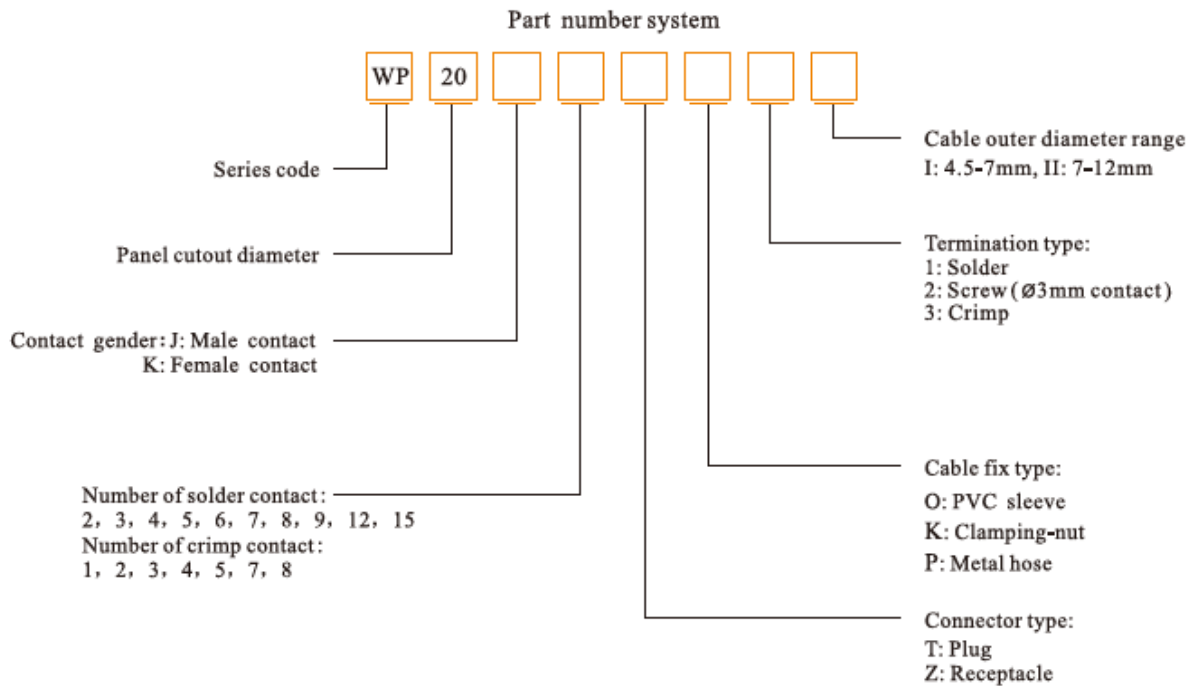 Part number system
WP 20
Series code
Panel cutout diameter
Contact gender: J: Male contact
K: Female contact
Number of solder contact:
2, 3, 4, 5, 6, 7, 8, 9, 12, 15
Number of crimp contact:
1, 2, 3, 4, 5, 7, 8
Cable outer diameter range
I: 4.5-7mm, II: 7-12mm
Termination type:
1: Solder
2: Screw (Ø3mm contact)
3: Crimp
Cable fix type:
O: PVC sleeve
K: Clamping-nut
P: Metal hose
Connector type:
T: Plug
Z: Receptacle